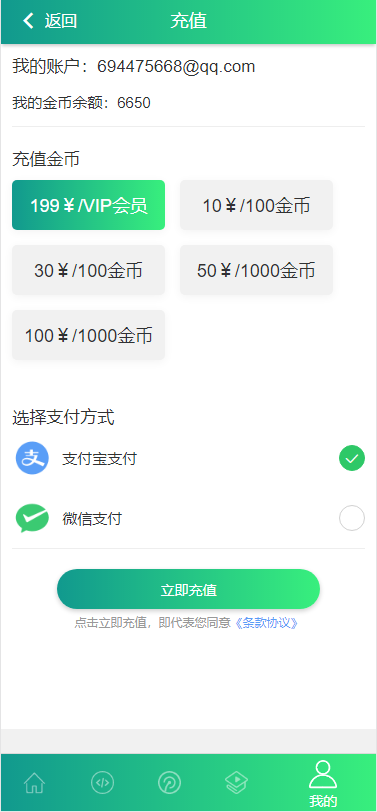 返回 充值
我的账户：694475668@qq.com
我的金币余额：6650
充值金币
199￥/VIP会员 10￥/100金币
30￥/100金币 50￥/1000金币
100￥/1000金币
选择支付方式
支付宝支付
微信支付
立即充值
点击立即充值，即代表您同意《条款协议》
我的